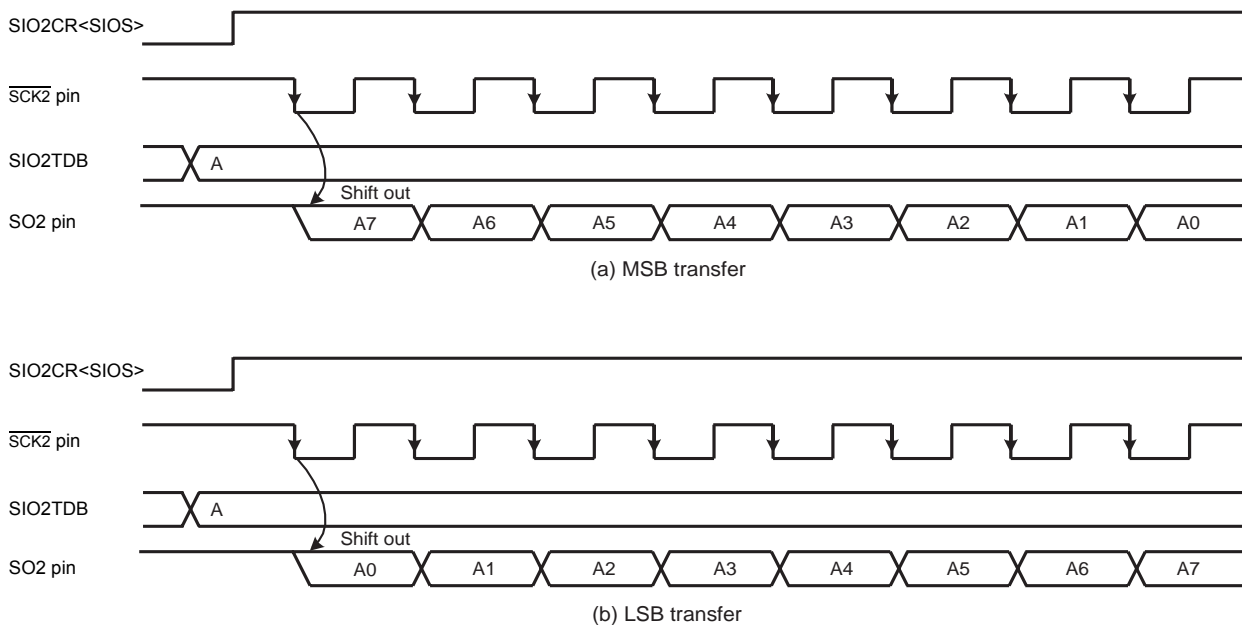 SIO2CR<SIOS>
SCK2 pin
SIO2TDB
A
Shift out
SO2 pin
A7 A6 A5 A4 A3 A2 A1 A0
(a) MSB transfer
SIO2CR<SIOS>
SCK2 pin
SIO2TDB
A
Shift out
SO2 pin
A0 A1 A2 A3 A4 A5 A6 A7
(b) LSB transfer